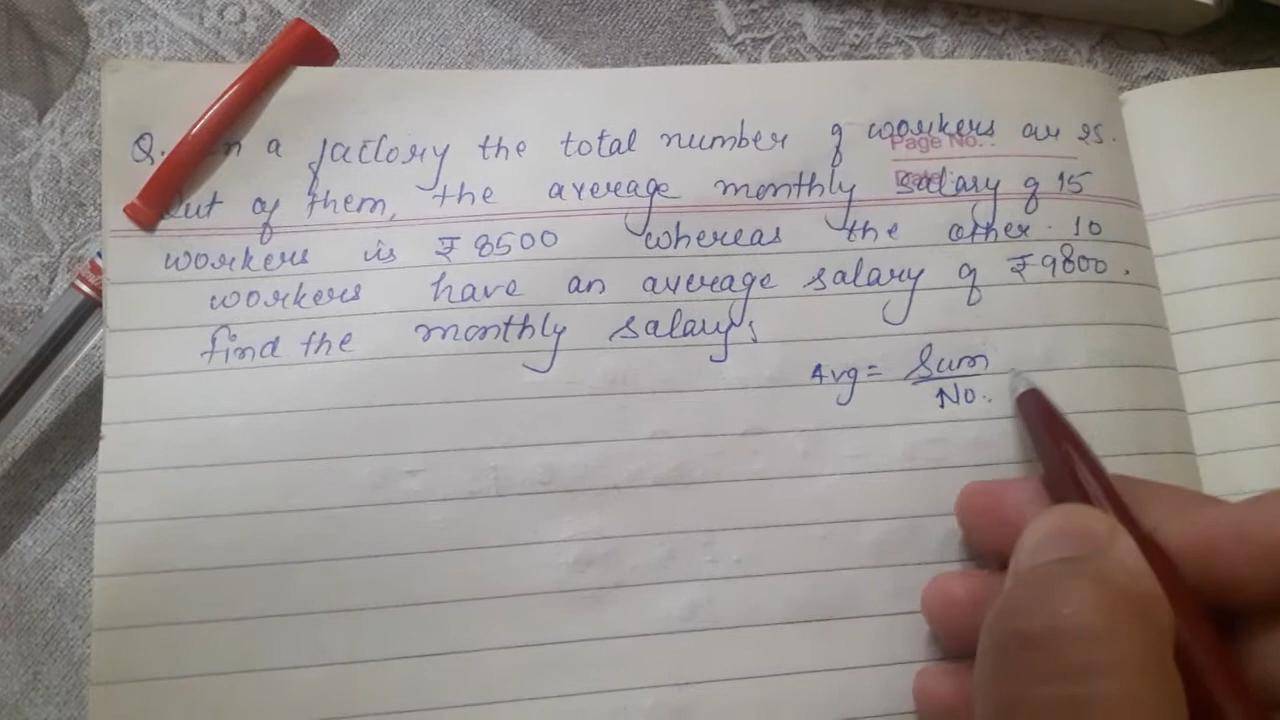 Q. In a factory the total number of workers are 25.
Page No.:
Out of them, the average monthly salary of 15
workers is ₹8500 whereas the other 10
workers have an average salary of ₹9800.
find the monthly salary.
Avg = Sum
No.